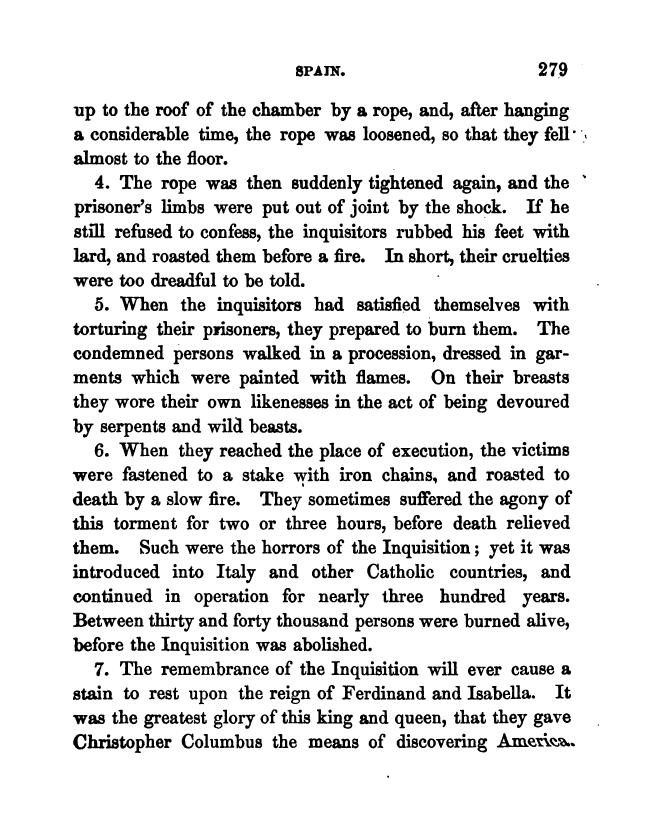 SPAIN. 279
up to the roof of the chamber by a rope, and, after hanging
a considerable time, the rope was loosened, so that they fell
almost to the floor.
4. The rope was then suddenly tightened again, and the
prisoner's limbs were put out of joint by the shock. If he
still refused to confess, the inquisitors rubbed his feet with
lard, and roasted them before a fire. In short, their cruelties
were too dreadful to be told.
5. When the inquisitors had satisfied themselves with
torturing their prisoners, they prepared to burn them. The
condemned persons walked in a procession, dressed in gar-
ments which were painted with flames. On their breasts
they wore their own likenesses in the act of being devoured
by serpents and wild beasts.
6. When they reached the place of execution, the victims
were fastened to a stake with iron chains, and roasted to
death by a slow fire. They sometimes suffered the agony of
this torment for two or three hours, before death relieved
them. Such were the horrors of the Inquisition; yet it was
introduced into Italy and other Catholic countries, and
continued in operation for nearly three hundred years.
Between thirty and forty thousand persons were burned alive,
before the Inquisition was abolished.
7. The remembrance of the Inquisition will ever cause a
stain to rest upon the reign of Ferdinand and Isabella. It
was the greatest glory of this king and queen, that they gave
Christopher Columbus the means of discovering America.